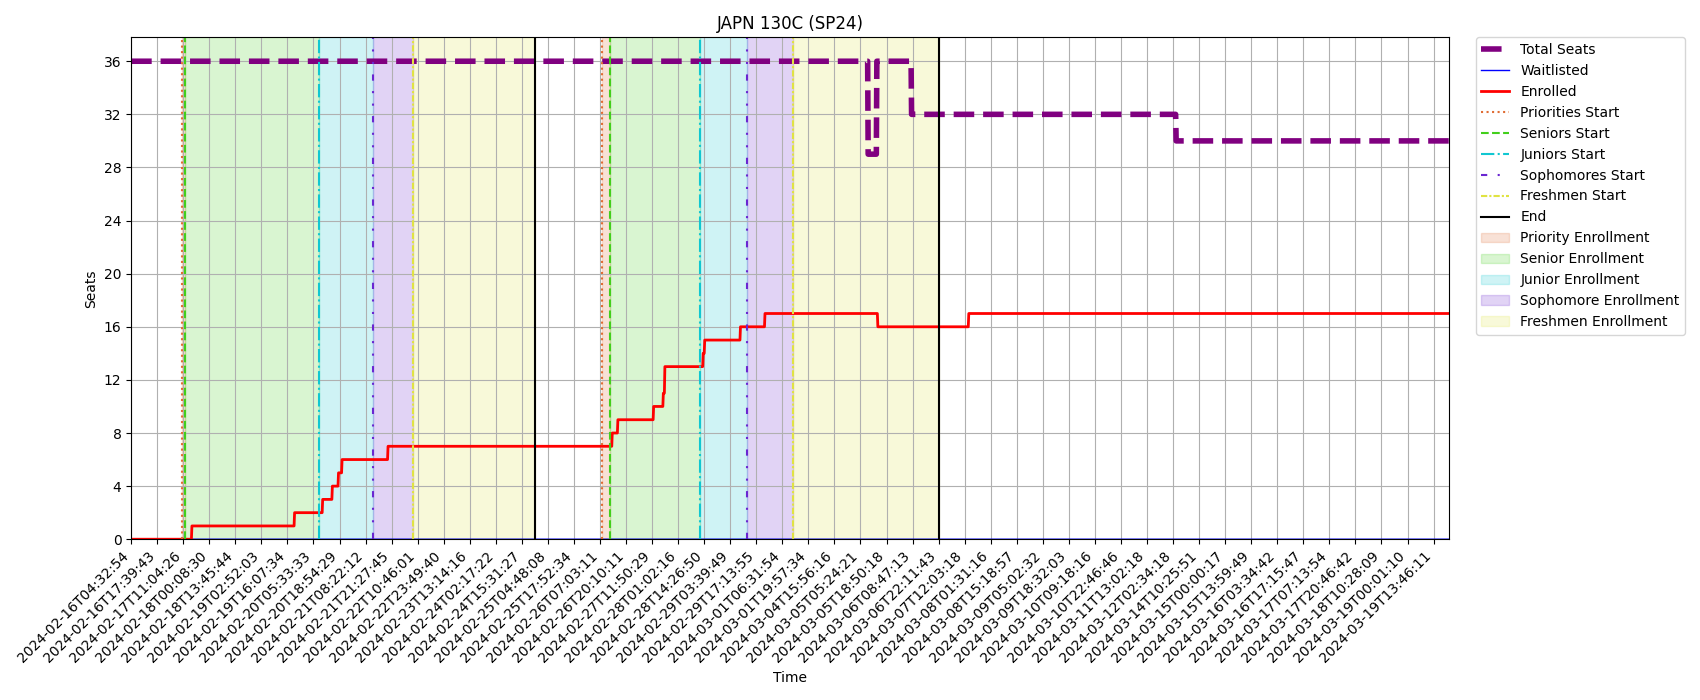 JAPN 130C (SP24)
Seats
36
32
28
24
20
16
12
8
4
0
2024-02-16T04:32:54
2024-02-16T17:39:43
2024-02-17T11:04:26
2024-02-18T00:08:30
2024-02-18T13:45:44
2024-02-19T02:52:03
2024-02-19T16:07:34
2024-02-20T05:33:33
2024-02-20T18:54:29
2024-02-21T08:22:12
2024-02-21T21:27:45
2024-02-22T10:46:01
2024-02-22T23:49:40
2024-02-23T13:14:16
2024-02-24T02:17:22
2024-02-24T15:31:27
2024-02-25T04:48:08
2024-02-25T17:52:34
2024-02-26T07:03:11
2024-02-26T20:10:11
2024-02-27T11:50:29
2024-02-28T01:02:16
2024-02-28T14:26:50
2024-02-29T03:39:49
2024-02-29T17:13:55
2024-03-01T06:31:54
2024-03-01T19:57:34
2024-03-04T15:56:16
2024-03-05T05:24:21
2024-03-05T18:50:18
2024-03-06T08:47:13
2024-03-06T22:11:43
2024-03-07T12:03:18
2024-03-08T01:31:16
2024-03-08T15:18:57
2024-03-09T05:02:32
2024-03-09T18:32:03
2024-03-10T09:18:16
2024-03-10T22:46:46
2024-03-11T13:02:18
2024-03-12T02:34:18
2024-03-14T10:25:51
2024-03-15T00:00:17
2024-03-15T13:59:49
2024-03-16T03:34:42
2024-03-16T17:15:47
2024-03-17T07:13:54
2024-03-17T20:46:42
2024-03-18T10:28:09
2024-03-19T00:01:10
2024-03-19T13:46:11
Time
Total Seats
Waitlisted
Enrolled
Priorities Start
Seniors Start
Juniors Start
Sophomores Start
Freshmen Start
End
Priority Enrollment
Senior Enrollment
Junior Enrollment
Sophomore Enrollment
Freshmen Enrollment